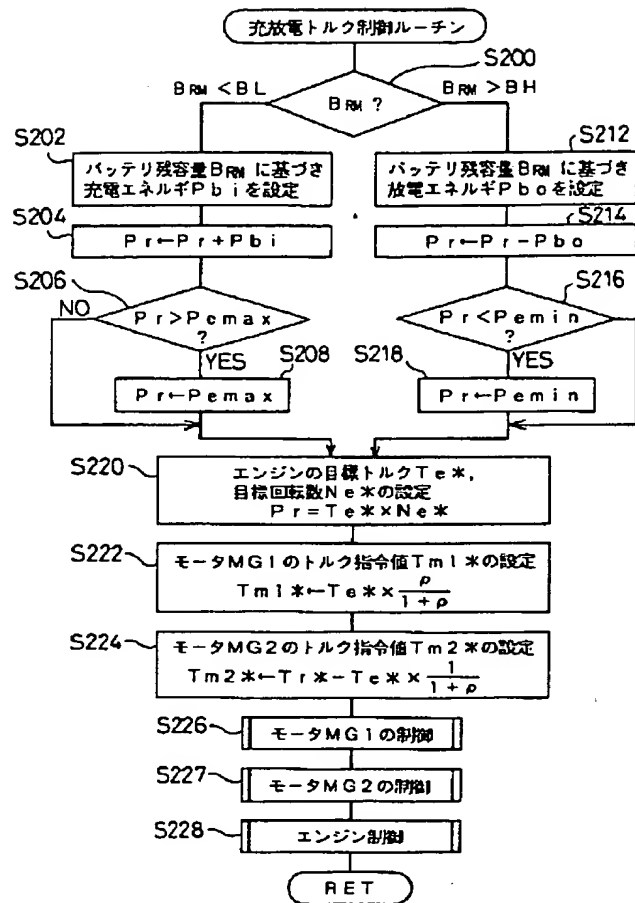 充放電トルク制御ルーチン
S200
BRM<BL
BRM?
BRM>BH
S202
バッテリ残容量BRMに基づき
充電エネルギPbiを設定
S212
バッテリ残容量BRMに基づき
放電エネルギPboを設定
S204
Pr←Pr+Pbi
S214
Pr←Pr-Pbo
S206
Pr>Pemax
?
NO
YES
S216
Pr<Pemin
?
YES
S208
Pr←Pemax
S218
Pr←Pemin
S220
エンジンの目標トルクTe*,
目標回転数Ne*の設定
Pr=Te*×Ne*
S222
モータMG1のトルク指令値Tm1*の設定
Tm1*←Te*×ρ/(1+ρ)
S224
モータMG2のトルク指令値Tm2*の設定
Tm2*←Tr*-Te*×1/(1+ρ)
S226
モータMG1の制御
S227
モータMG2の制御
S228
エンジン制御
RET